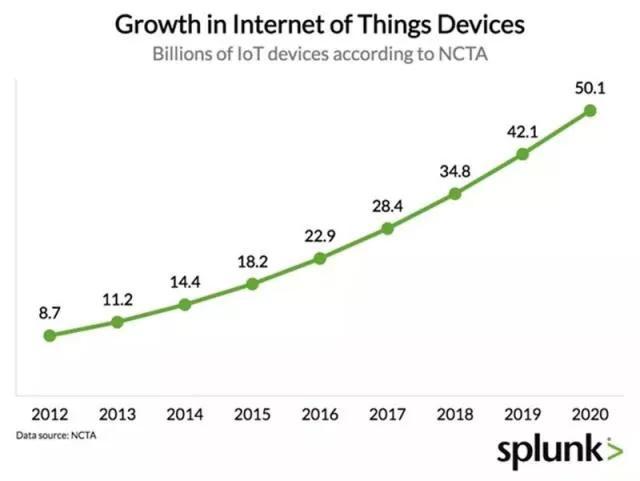 Growth in Internet of Things Devices
Billions of IoT devices according to NCTA
50.1
42.1
34.8
28.4
22.9
18.2
14.4
11.2
8.7
2012 2013 2014 2015 2016 2017 2018 2019 2020
Data source: NCTA
splunk>